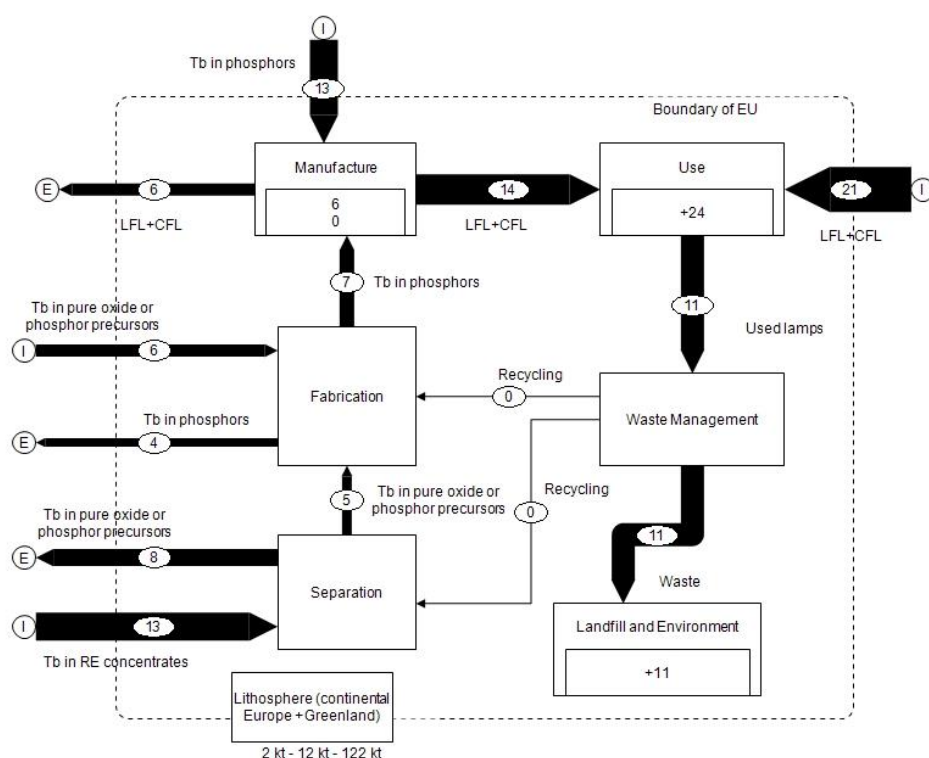 I
Tb in phosphors
13
Boundary of EU
Manufacture
6
0
E
6
LFL+CFL
14
LFL+CFL
Use
+24
21
I
LFL+CFL
7
Tb in phosphors
11
Used lamps
Tb in pure oxide or
phosphor precursors
I
6
Fabrication
Recycling
0
Waste Management
Tb in phosphors
E
4
5
Tb in pure oxide or
phosphor precursors
Recycling
0
Tb in pure oxide or
phosphor precursors
E
8
Separation
11
Waste
I
13
Tb in RE concentrates
Landfill and Environment
+11
Lithosphere (continental
Europe +Greenland)
2 kt - 12 kt - 122 kt